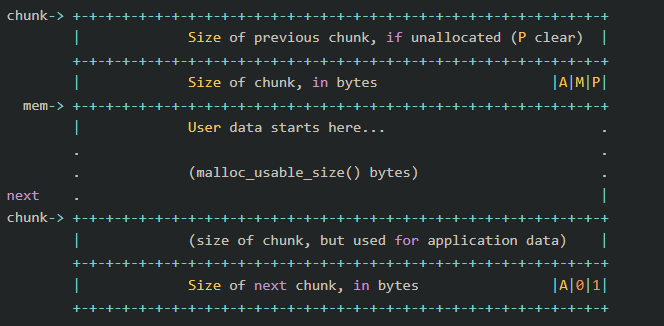 chunk-> +-+-+-+-+-+-+-+-+-+-+-+-+-+-+-+-+-+-+-+-+-+-+-+-+-+-+-+-+-+-+-+-+
| Size of previous chunk, if unallocated (P clear) |
+-+-+-+-+-+-+-+-+-+-+-+-+-+-+-+-+-+-+-+-+-+-+-+-+-+-+-+-+-+-+-+-+
| Size of chunk, in bytes |A|M|P|
mem-> +-+-+-+-+-+-+-+-+-+-+-+-+-+-+-+-+-+-+-+-+-+-+-+-+-+-+-+-+-+-+-+-+
| User data starts here... .
. .
. (malloc_usable_size() bytes) .
next . |
chunk-> +-+-+-+-+-+-+-+-+-+-+-+-+-+-+-+-+-+-+-+-+-+-+-+-+-+-+-+-+-+-+-+-+
| (size of chunk, but used for application data) |
+-+-+-+-+-+-+-+-+-+-+-+-+-+-+-+-+-+-+-+-+-+-+-+-+-+-+-+-+-+-+-+-+
| Size of next chunk, in bytes |A|0|1|
+-+-+-+-+-+-+-+-+-+-+-+-+-+-+-+-+-+-+-+-+-+-+-+-+-+-+-+-+-+-+-+-+